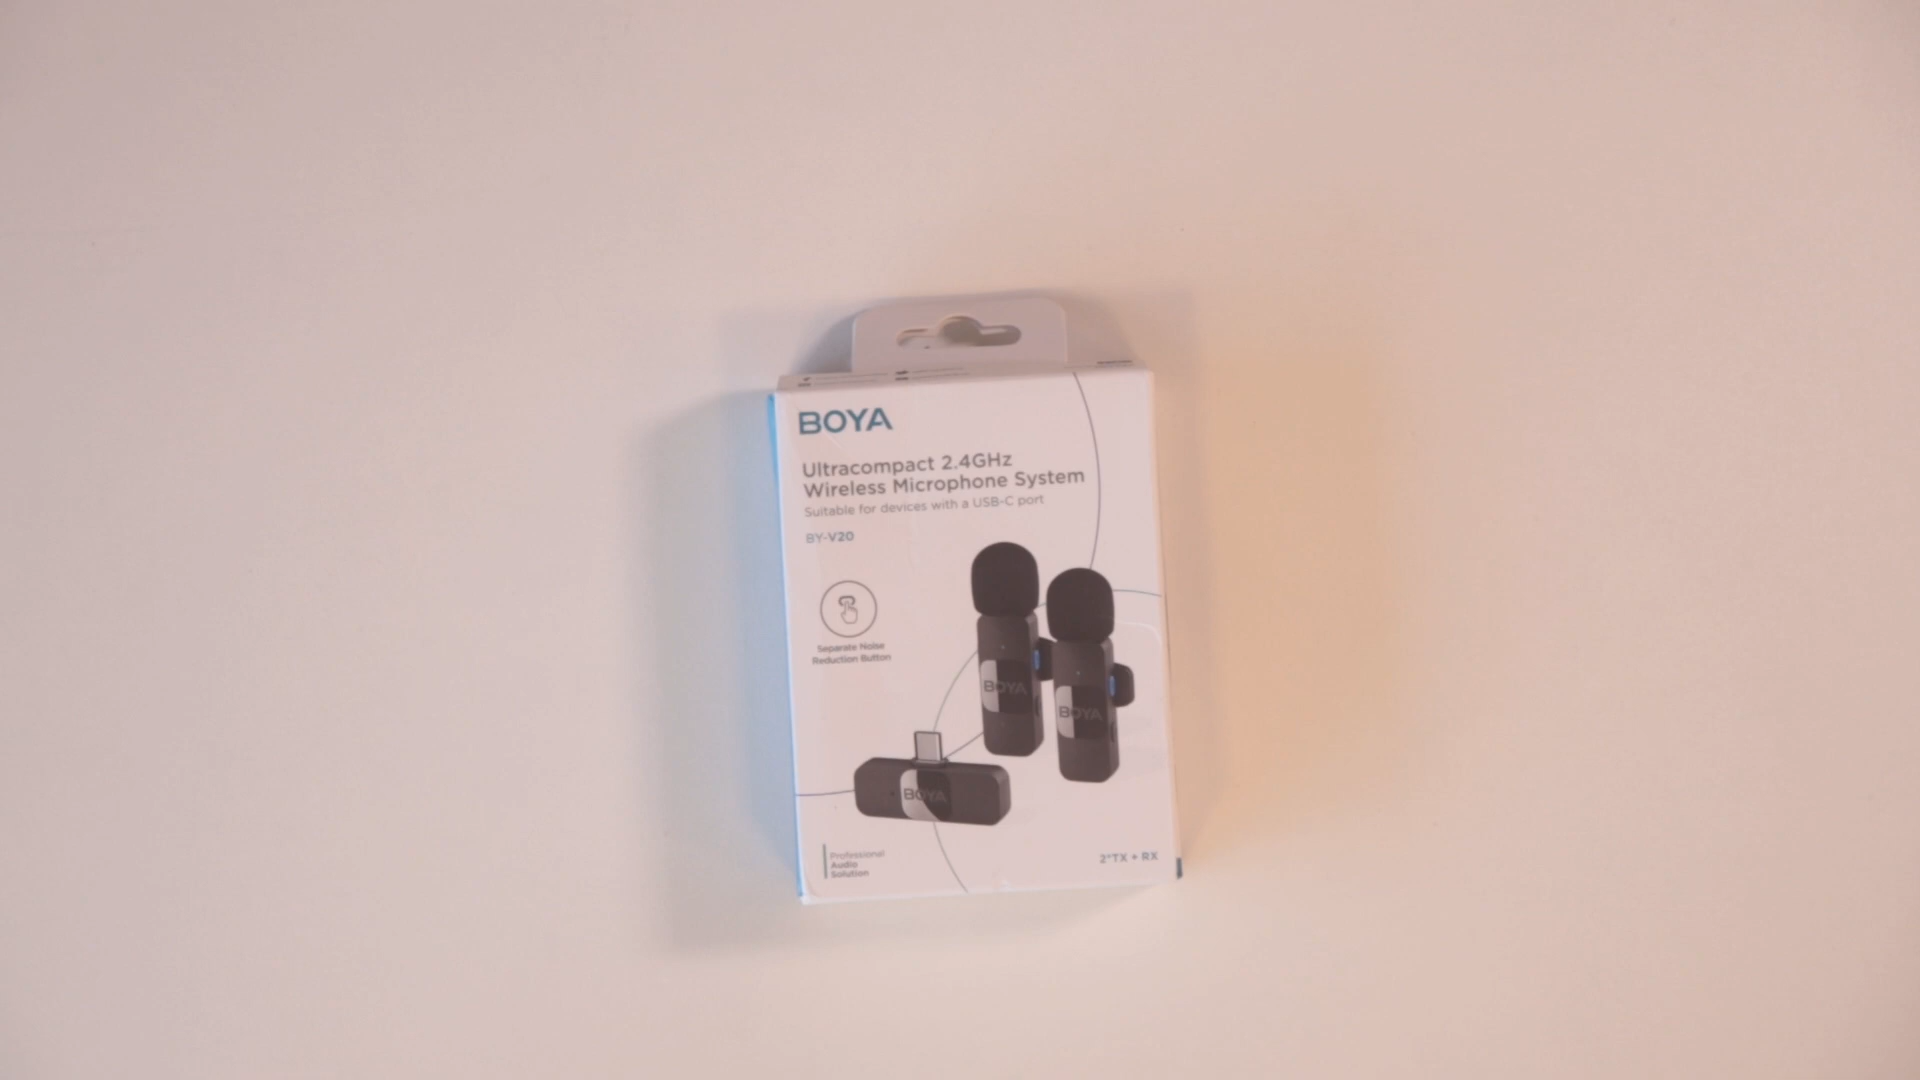 BOYA
Ultracompact 2.4GHz
Wireless Microphone System
Suitable for devices with a USB-C port
BY-V20
Separate Noise
Reduction Button
BOYA
BOYA
BOYA
Professional
Audio
Solution
2*TX + RX